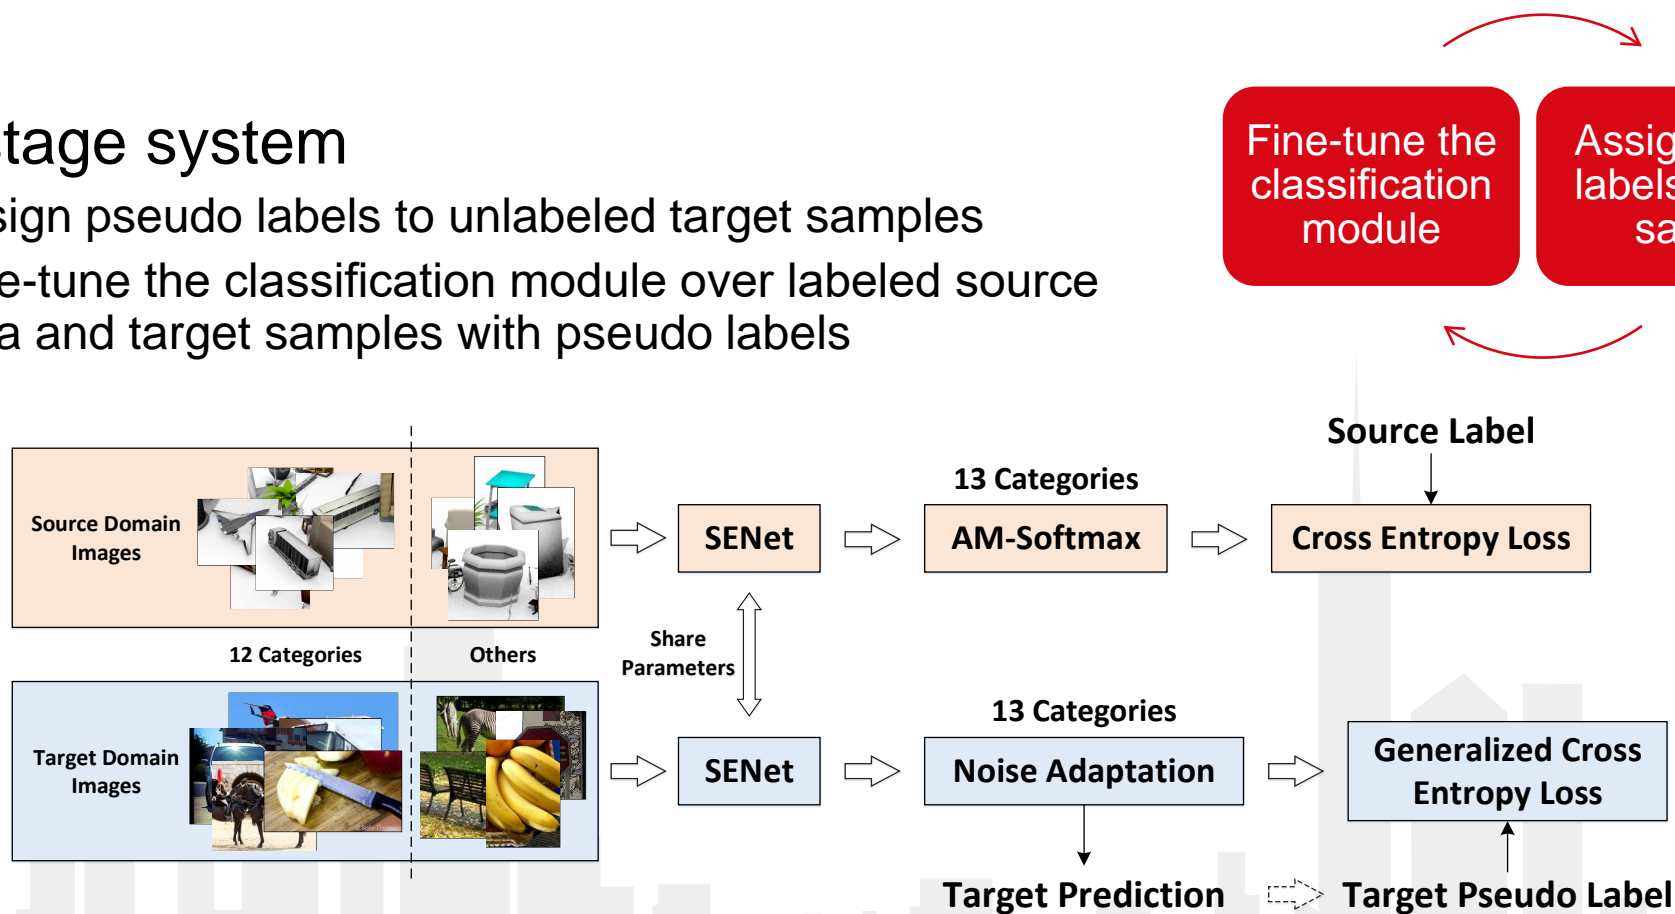 stage system
sign pseudo labels to unlabeled target samples
e-tune the classification module over labeled source
a and target samples with pseudo labels
Fine-tune the
classification
module
Assig
labels
sa
Source Label
13 Categories
Source Domain
Images
SENet
AM-Softmax
Cross Entropy Loss
12 Categories
Others
Share
Parameters
13 Categories
Target Domain
Images
SENet
Noise Adaptation
Generalized Cross
Entropy Loss
Target Prediction
Target Pseudo Label